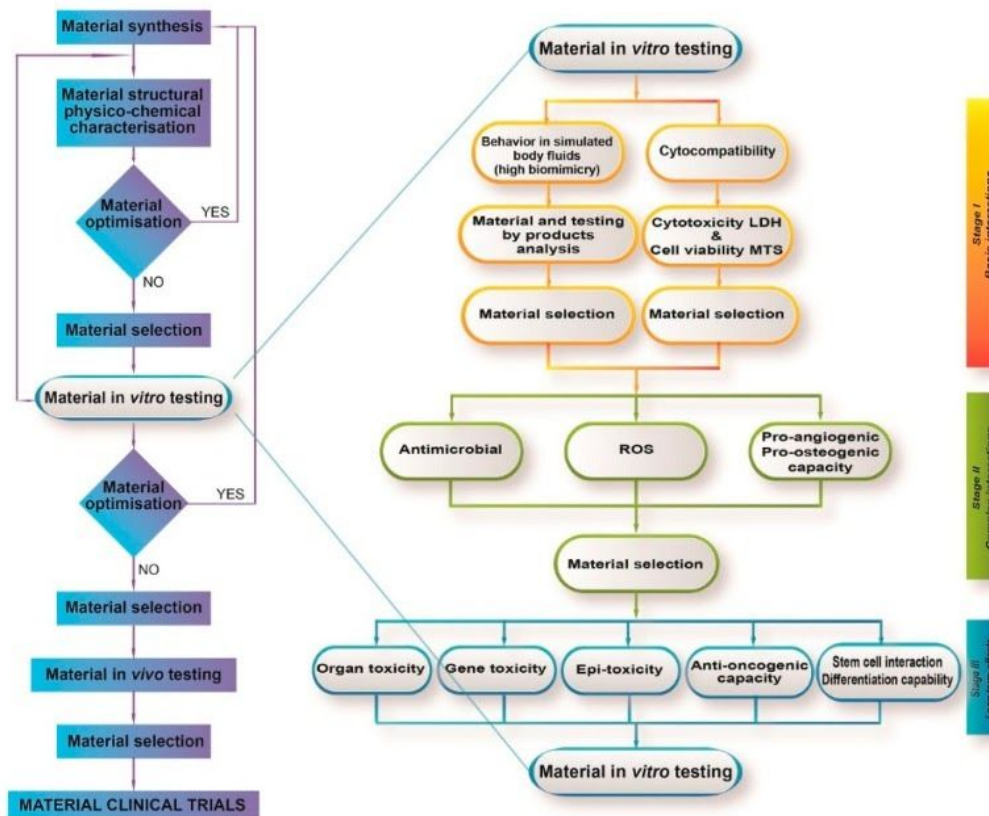 Material synthesis
Material structural
physico-chemical
characterisation
Material
optimisation
YES
NO
Material selection
Material in vitro testing
Material
optimisation
YES
NO
Material selection
Material in vivo testing
Material selection
MATERIAL CLINICAL TRIALS
Material in vitro testing
Behavior in simulated
body fluids
(high biomimicry)
Cytocompatibility
Material and testing
by products
analysis
Cytotoxicity LDH
&
Cell viability MTS
Material selection
Material selection
Stage I
Antimicrobial
ROS
Pro-angiogenic
Pro-osteogenic
capacity
Stage II
Material selection
Organ toxicity
Gene toxicity
Epi-toxicity
Anti-oncogenic
capacity
Stem cell interaction
Differentiation capability
Stage III
Material in vitro testing